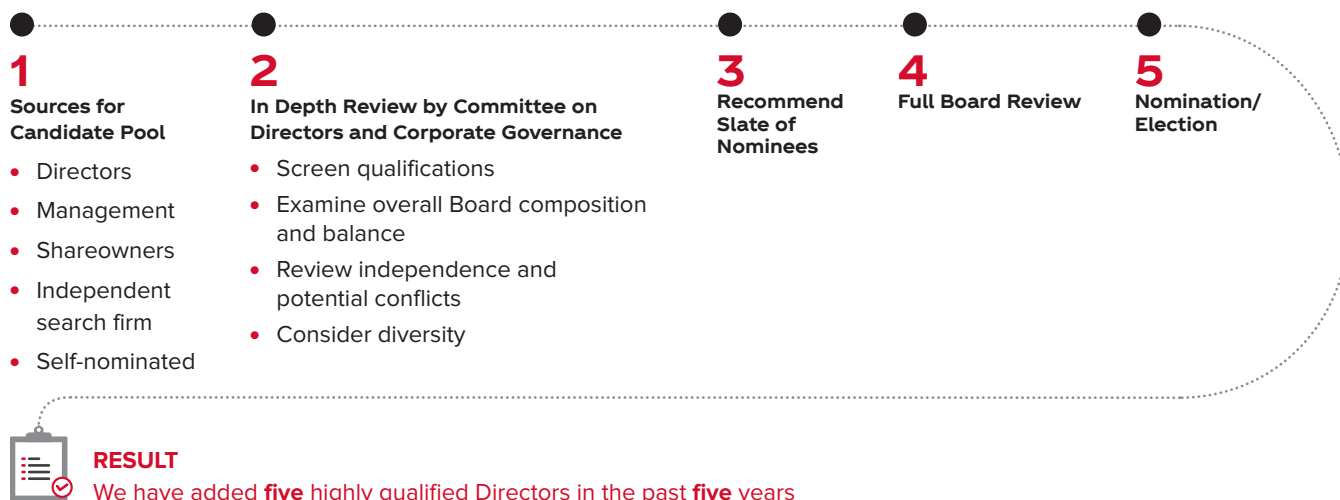 1
Sources for
Candidate Pool
• Directors
• Management
• Shareowners
• Independent
search firm
• Self-nominated
2
In Depth Review by Committee on
Directors and Corporate Governance
• Screen qualifications
• Examine overall Board composition
and balance
• Review independence and
potential conflicts
• Consider diversity
3
Recommend
Slate of
Nominees
4
Full Board Review
5
Nomination/
Election
RESULT
We have added five highly qualified Directors in the past five years